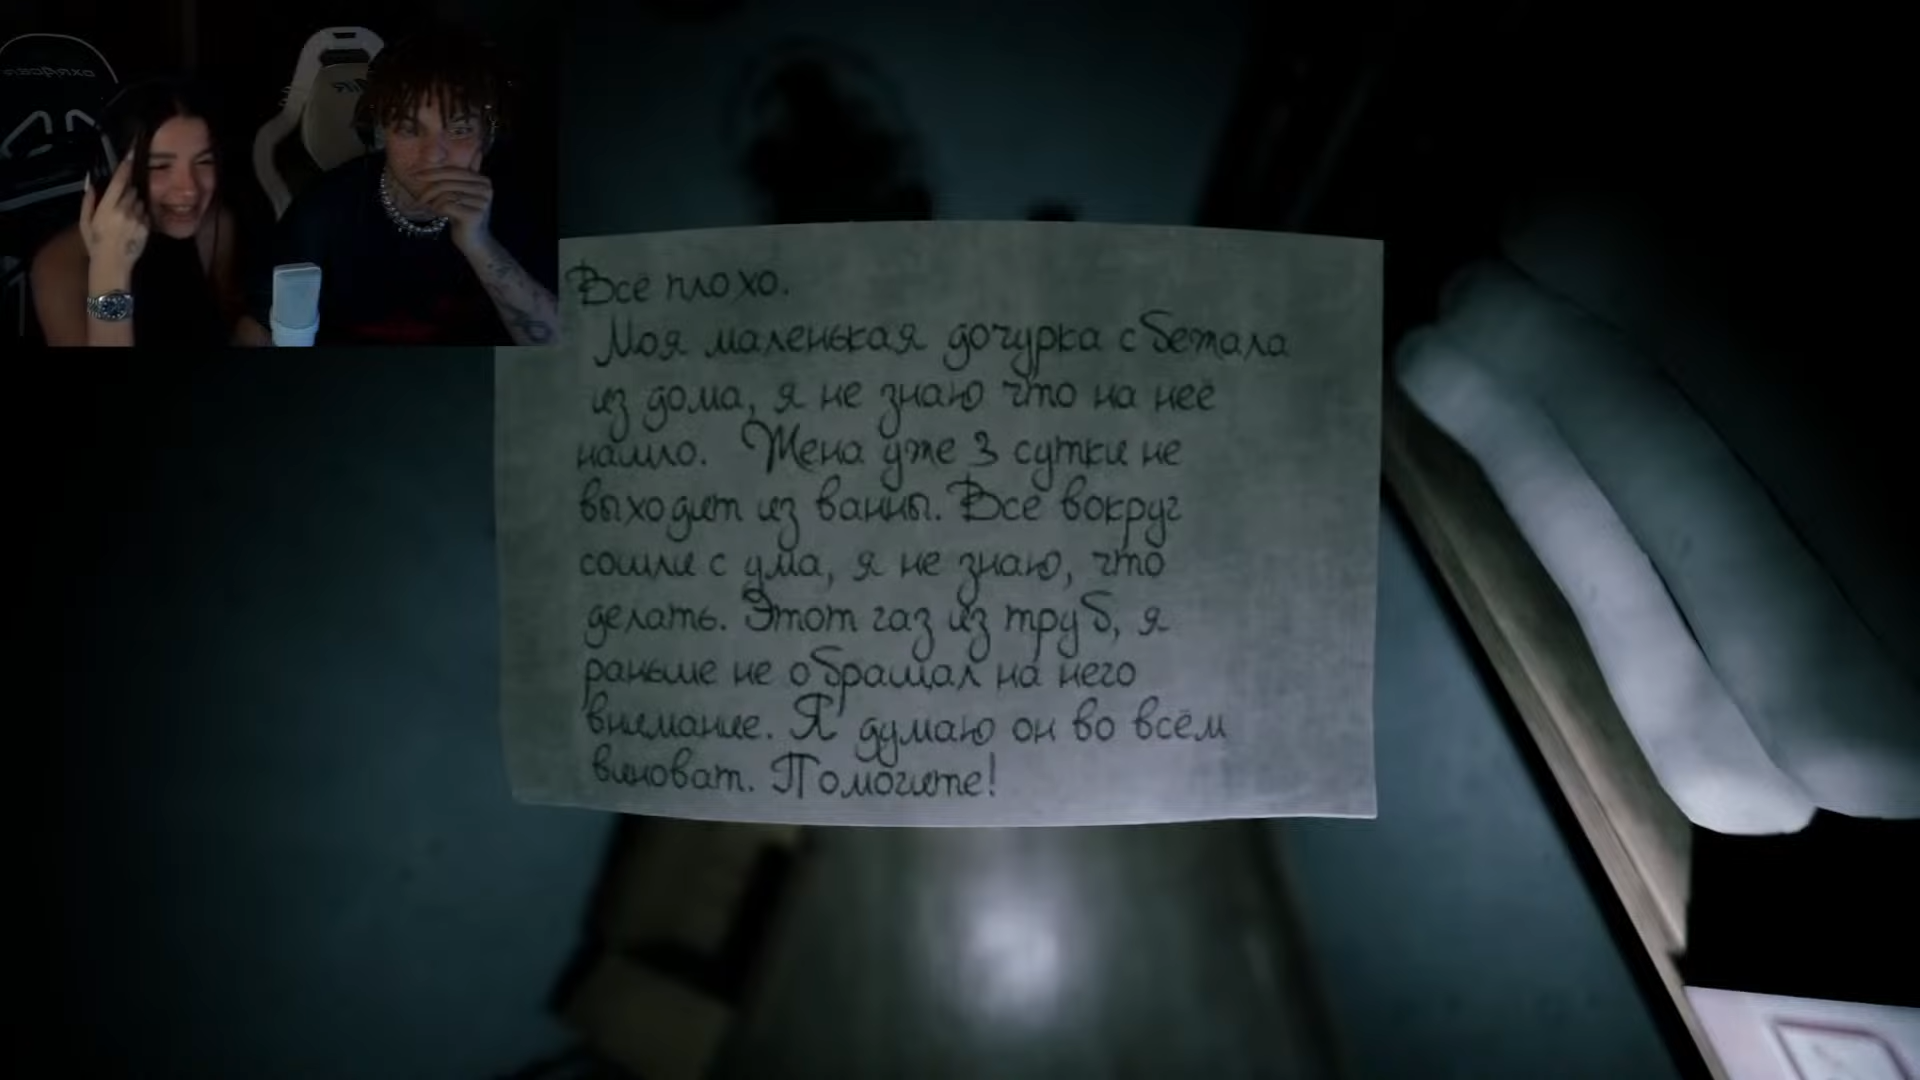 Всё плохо.
Моя маленькая дочурка сбежала
из дома, я не знаю что на неё
нашло. Жена уже 3 сутки не
выходит из ванны. Все вокруг
сошли с ума, я не знаю, что
делать. Этот газ из труб, я
раньше не обращал на него
внимание. Я думаю он во всём
виноват. Помогите!